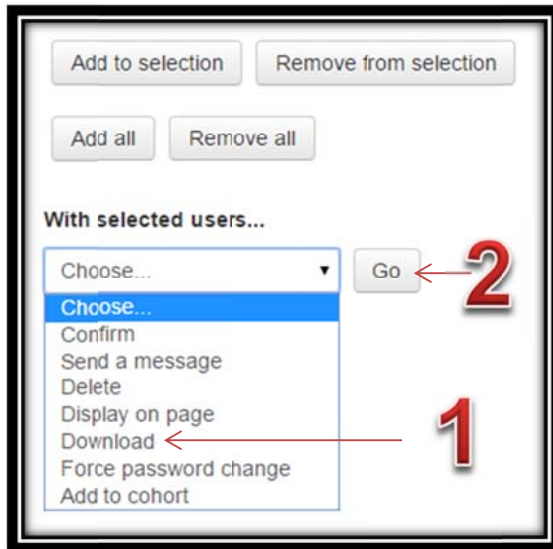 Add to selection Remove from selection
Add all Remove all
With selected users...
Choose... Go 2
Choose...
Confirm
Send a message
Delete
Display on page
Download 1
Force password change
Add to cohort